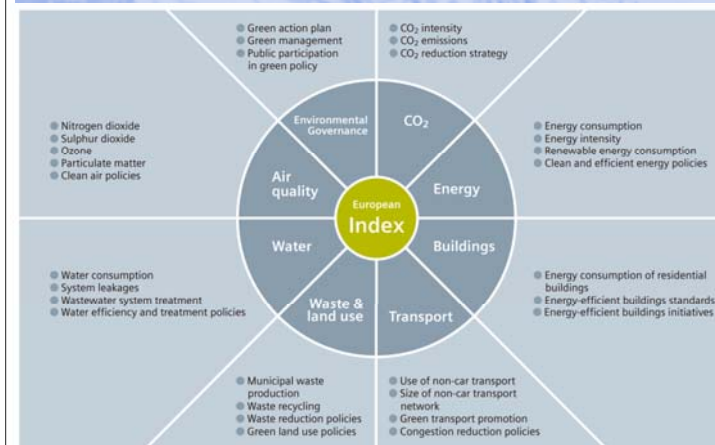 Green action plan
Green management
Public participation
in green policy
CO₂ intensity
CO₂ emissions
CO₂ reduction strategy
Nitrogen dioxide
Sulphur dioxide
Ozone
Particulate matter
Clean air policies
Environmental
Governance
CO₂
Energy consumption
Energy intensity
Renewable energy consumption
Clean and efficient energy policies
Air
quality
European
Index
Energy
Water
Buildings
Waste &
land use
Transport
Water consumption
System leakages
Wastewater system treatment
Water efficiency and treatment policies
Energy consumption of residential
buildings
Energy-efficient buildings standards
Energy-efficient buildings initiatives
Municipal waste
production
Waste recycling
Waste reduction policies
Green land use policies
Use of non-car transport
Size of non-car transport
network
Green transport promotion
Congestion reduction policies